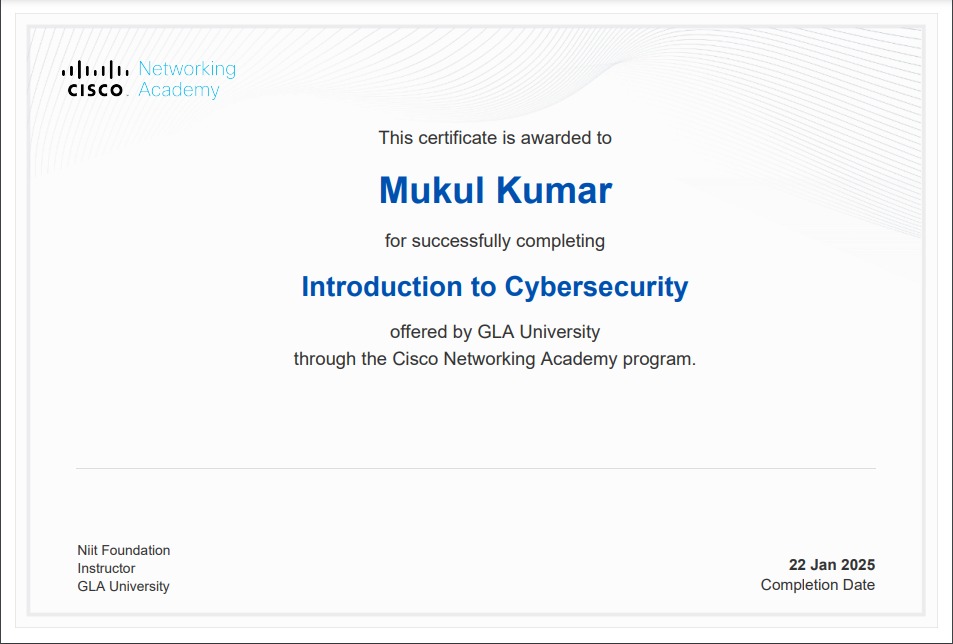 CISCO. Networking
Academy
This certificate is awarded to
Mukul Kumar
for successfully completing
Introduction to Cybersecurity
offered by GLA University
through the Cisco Networking Academy program.
Niit Foundation
Instructor
GLA University
22 Jan 2025
Completion Date